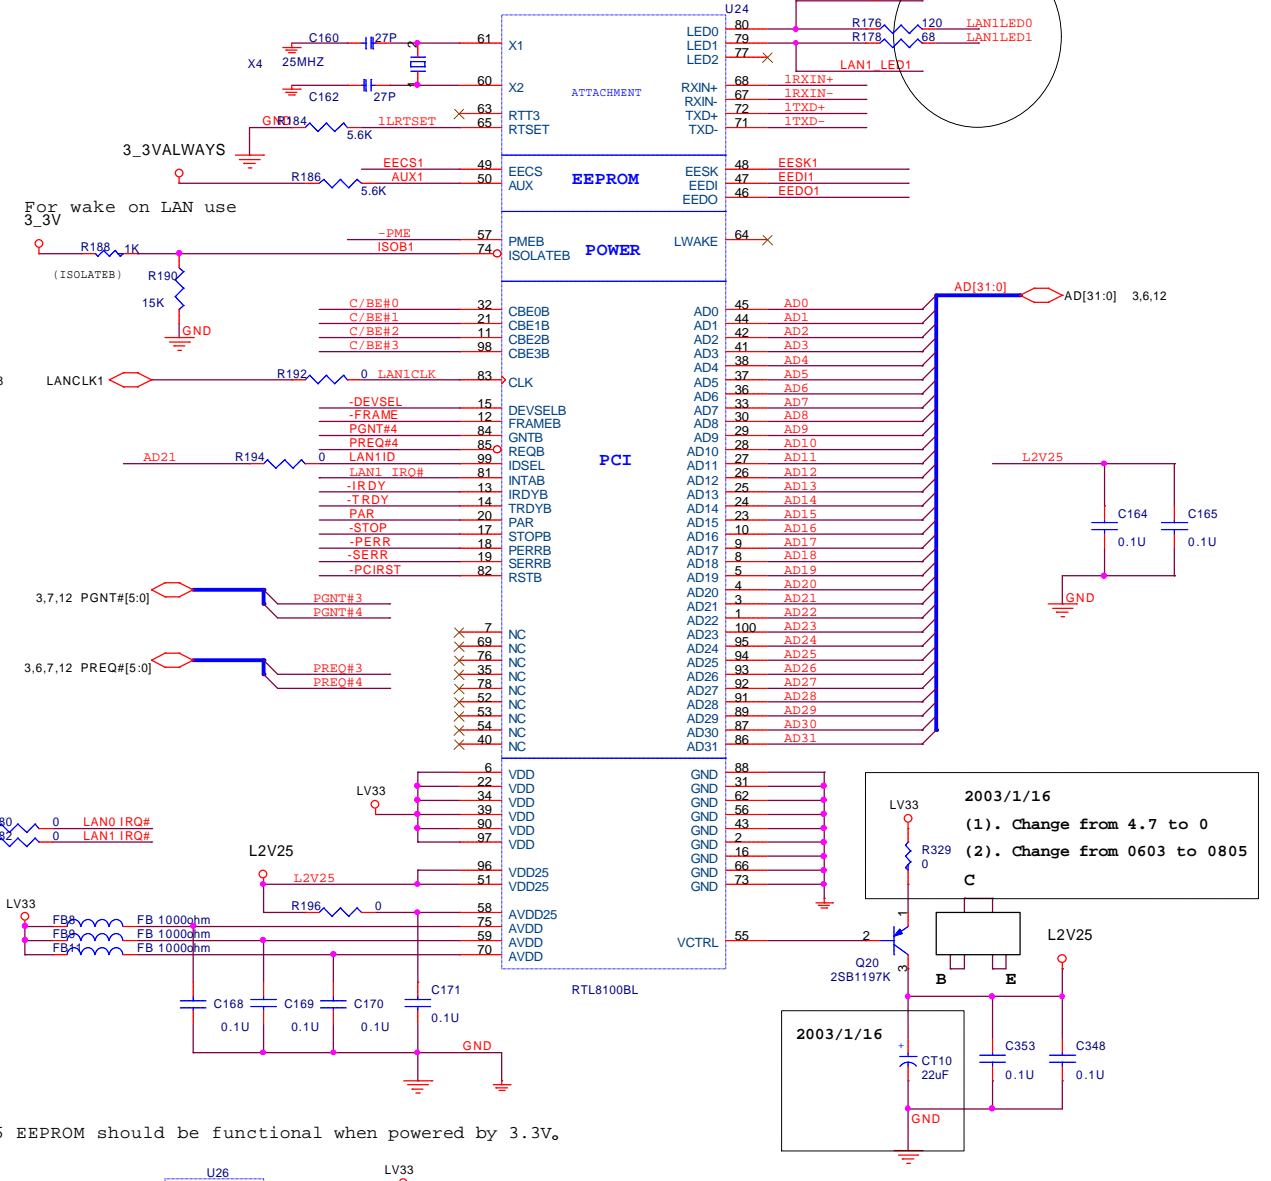 U24
C160 27P
61 X1
LED0 80
R176 120 LAN1LED0
LED1 79
R178 68 LAN1LED1
LED2 77
X4 25MHZ
LAN1_LED1
60 X2
C162 27P
ATTACHMENT
RXIN+ 68 1RXIN+
RXIN- 67 1RXIN-
TXD+ 72 1TXD+
TXD- 71 1TXD-
63 RTT3
GND R184 5.6K 1LRTSET 65 RTSET
3_3VALWAYS
EECS1 49 EECS
R186 5.6K AUX1 50 AUX
EEPROM
EESK 48 EESK1
EEDI 47 EEDI1
EEDO 46 EEDO1
For wake on LAN use
3_3V
-PME 57 PMEB
R188 1K ISOB1 74 ISOLATEB
POWER
LWAKE 64
(ISOLATEB)
R190
15K
GND
AD[31:0] AD[31:0] 3,6,12
C/BE#0 32 CBE0B
C/BE#1 21 CBE1B
C/BE#2 11 CBE2B
C/BE#3 98 CBE3B
LANCLK1 R192 0 LAN1CLK 83 CLK
-DEVSEL 15 DEVSELB
-FRAME 12 FRAMEB
PGNT#4 84 GNTB
PREQ#4 85 REQB
AD21 R194 0 LAN1ID 99 IDSEL
LAN1 IRQ# 81 INTAB
-IRDY 13 IRDYB
-TRDY 14 TRDYB
PAR 20 PAR
-STOP 17 STOPB
-PERR 18 PERRB
-SERR 19 SERRB
-PCIRST 82 RSTB
PCI
AD0 45 AD0
AD1 44 AD1
AD2 42 AD2
AD3 41 AD3
AD4 38 AD4
AD5 37 AD5
AD6 36 AD6
AD7 33 AD7
AD8 30 AD8
AD9 29 AD9
AD10 28 AD10
AD11 27 AD11
AD12 26 AD12
AD13 25 AD13
AD14 24 AD14
AD15 23 AD15
AD16 10 AD16
AD17 9 AD17
AD18 8 AD18
AD19 5 AD19
AD20 4 AD20
AD21 3 AD21
AD22 1 AD22
AD23 100 AD23
AD24 95 AD24
AD25 94 AD25
AD26 93 AD26
AD27 92 AD27
AD28 91 AD28
AD29 89 AD29
AD30 87 AD30
AD31 86 AD31
L2V25
C164 0.1U
C165 0.1U
GND
3,7,12 PGNT#[5:0]
PGNT#3
PGNT#4
3,6,7,12 PREQ#[5:0]
PREQ#3
PREQ#4
7 NC
69 NC
76 NC
35 NC
78 NC
52 NC
53 NC
54 NC
40 NC
LV33
6 VDD
22 VDD
34 VDD
39 VDD
90 VDD
97 VDD
GND 88
GND 31
GND 62
GND 56
GND 43
GND 2
GND 16
GND 66
GND 73
0 LAN0 IRQ#
0 LAN1 IRQ#
L2V25
L2V25
96 VDD25
51 VDD25
R196 0
58 AVDD25
75 AVDD
59 AVDD
70 AVDD
LV33
FB8 FB 1000ohm
FB9 FB 1000ohm
FB11 FB 1000ohm
C168 0.1U
C169 0.1U
C170 0.1U
C171 0.1U
GND
VCTRL 55
RTL8100BL
LV33
R329
0
2003/1/16
(1). Change from 4.7 to 0
(2). Change from 0603 to 0805
C
B
E
1
2
3
Q20
2SB1197K
L2V25
2003/1/16
+
CT10
22uF
C353
0.1U
C348
0.1U
GND
EEPROM should be functional when powered by 3.3V。
U26
LV33